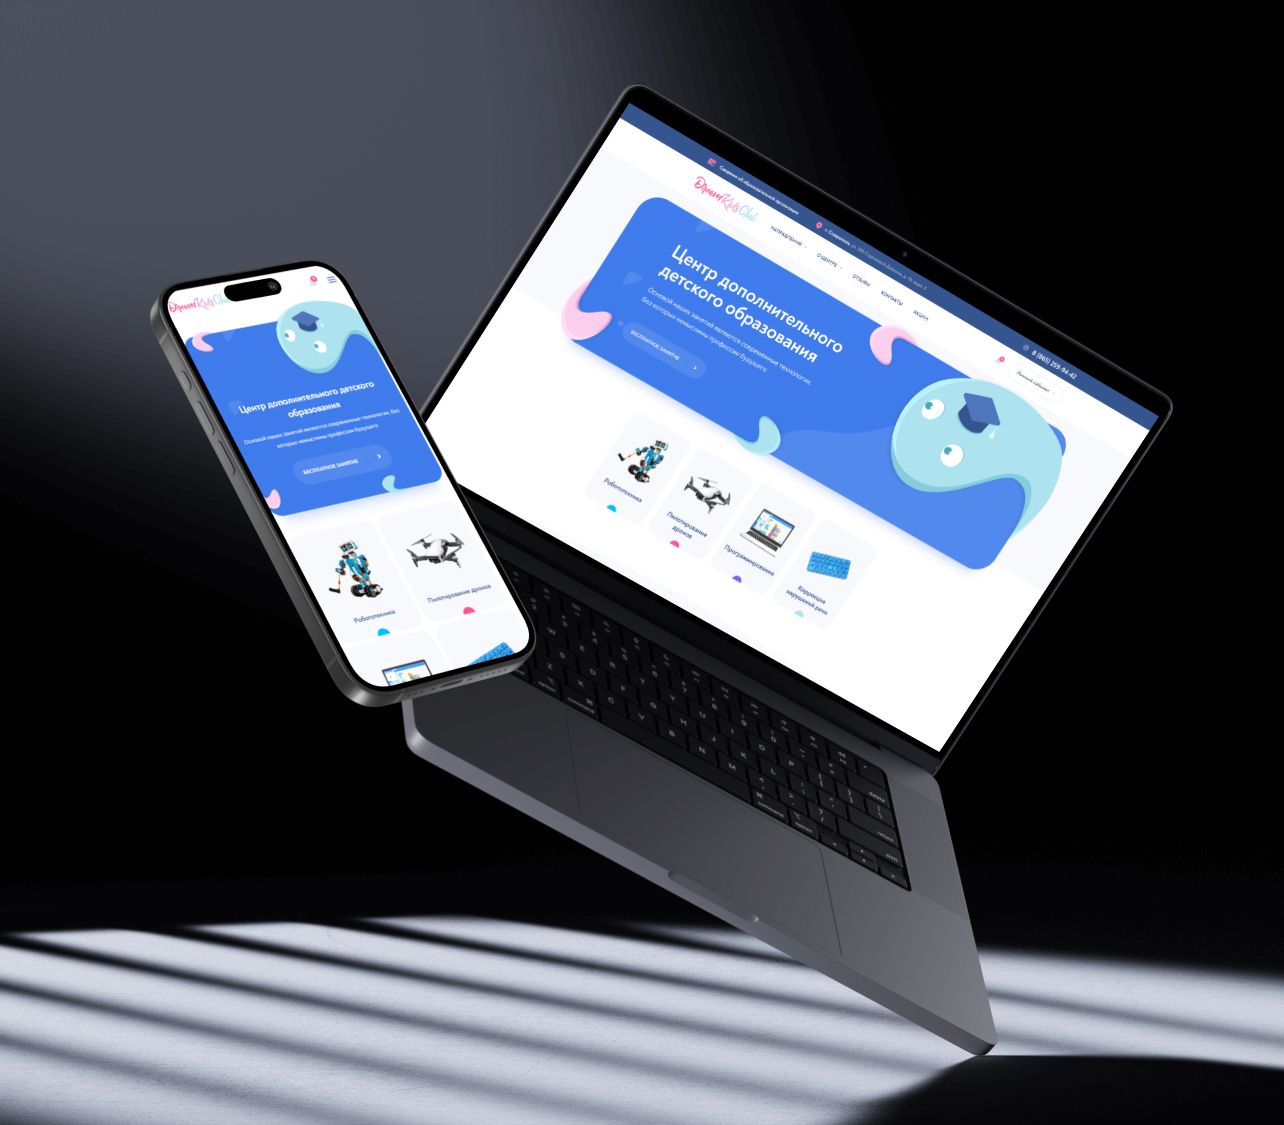 Сведения об образовательной организации
8 (865) 259-94-42
DreamKidsClub
НАПРАВЛЕНИЯ
О ЦЕНТРЕ
ОТЗЫВЫ
КОНТАКТЫ
АКЦИИ
Личный кабинет
Центр дополнительного
детского образования
Основой наших занятий являются современные технологии,
без которых немыслимы профессии будущего
БЕСПЛАТНОЕ ЗАНЯТИЕ
Робототехника
Пилотирование
дронов
Программирование
Коррекция
нарушений речи
DreamKidsClub
Центр дополнительного детского
образования
Основой наших занятий являются современные технологии, без
которых немыслимы профессии будущего
БЕСПЛАТНОЕ ЗАНЯТИЕ
Робототехника
Пилотирование дронов